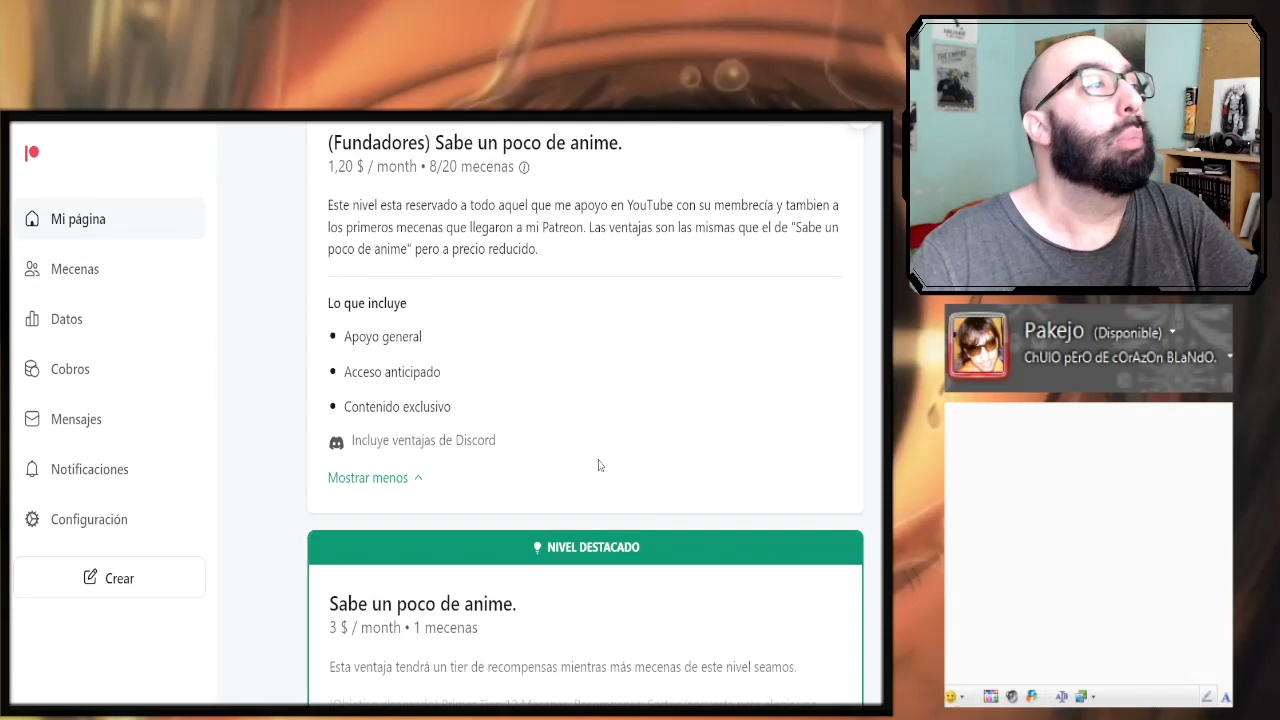 Mi página
Mecenas
Datos
Cobros
Mensajes
Notificaciones
Configuración
Crear
(Fundadores) Sabe un poco de anime.
1,20 $ / month • 8/20 mecenas
Este nivel esta reservado a todo aquel que me apoyo en YouTube con su membrecía y tambien a
los primeros mecenas que llegaron a mi Patreon. Las ventajas son las mismas que el de "Sabe un
poco de anime" pero a precio reducido.
Lo que incluye
• Apoyo general
• Acceso anticipado
• Contenido exclusivo
Incluye ventajas de Discord
Mostrar menos
NIVEL DESTACADO
Sabe un poco de anime.
3 $ / month • 1 mecenas
Esta ventaja tendrá un tier de recompensas mientras más mecenas de este nivel seamos.
Pakejo (Disponible)
ChUlO pErO dE cOrAzOn BLaNdO.